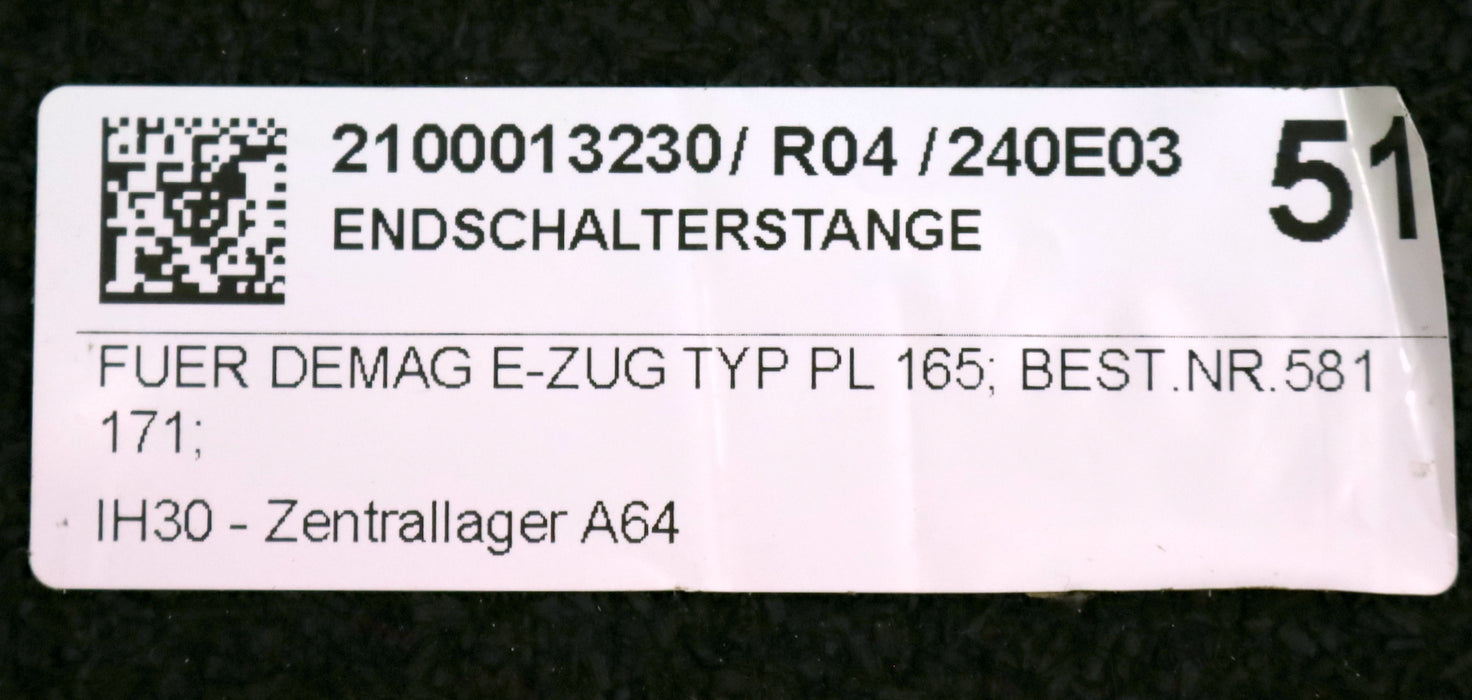 2100013230/ R04 /240E03
51
ENDSCHALTERSTANGE
FUER DEMAG E-ZUG TYP PL 165; BEST.NR.581
171;
IH30 - Zentrallager A64